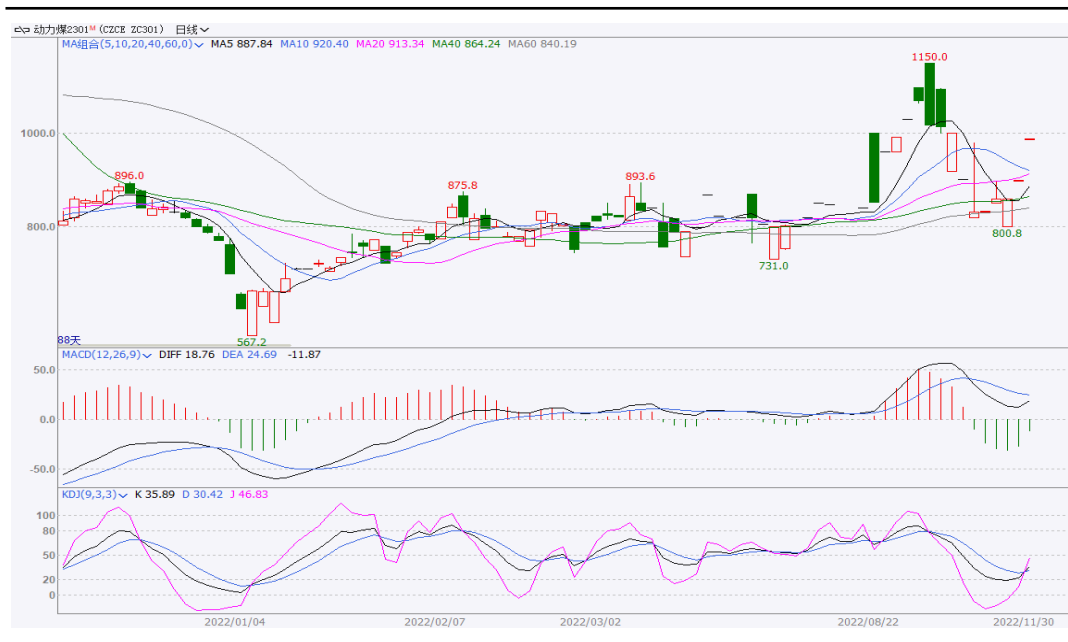 动力煤2301M (CZCE ZC301) 日线
MA组合(5,10,20,40,60,0) MA5 887.84 MA10 920.40 MA20 913.34 MA40 864.24 MA60 840.19
1150.0
1000.0
896.0
875.8
893.6
800.0
800.8
731.0
88天
567.2
MACD(12,26,9) DIFF 18.76 DEA 24.69 -11.87
50.0
0.0
-50.0
KDJ(9,3,3) K 35.89 D 30.42 J 46.83
100
80
50
20
0
2022/01/04 2022/02/07 2022/03/02 2022/08/22 2022/11/30